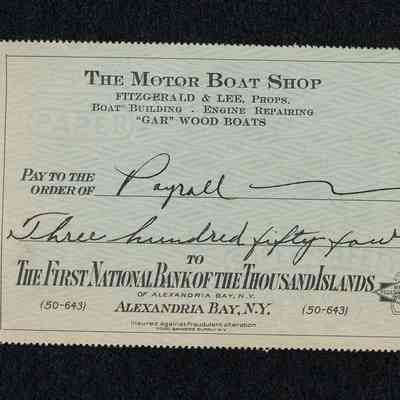 THE MOTOR BOAT SHOP
FITZGERALD & LEE, PROPS.
BOAT BUILDING - ENGINE REPAIRING
"GAR" WOOD BOATS
PAY TO THE
ORDER OF Payroll
Three hundred fifty four
TO
THE FIRST NATIONAL BANK OF THE THOUSAND ISLANDS
OF ALEXANDRIA BAY, N.Y.
(50-643) ALEXANDRIA BAY, N.Y. (50-643)
Insured against fraudulent alteration